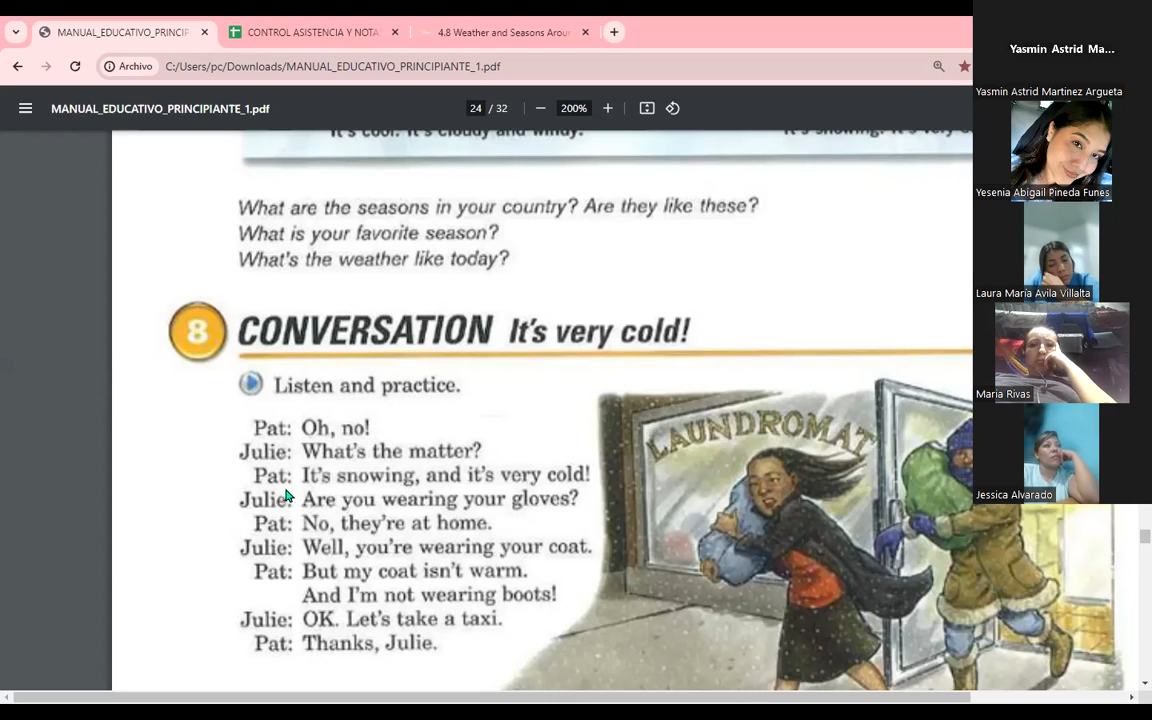 MANUAL_EDUCATIVO_PRINCIP
CONTROL ASISTENCIA Y NOTA
4.8 Weather and Seasons Arou
Archivo
C:/Users/pc/Downloads/MANUAL_EDUCATIVO_PRINCIPIANTE_1.pdf
MANUAL_EDUCATIVO_PRINCIPIANTE_1.pdf
24 / 32
200%
It's cool. It's cloudy and windy.
It's snowing. It's very
What are the seasons in your country? Are they like these?
What is your favorite season?
What's the weather like today?
8 CONVERSATION It's very cold!
Listen and practice.
Pat: Oh, no!
Julie: What's the matter?
Pat: It's snowing, and it's very cold!
Julie: Are you wearing your gloves?
Pat: No, they're at home.
Julie: Well, you're wearing your coat.
Pat: But my coat isn't warm.
And I'm not wearing boots!
Julie: OK. Let's take a taxi.
Pat: Thanks, Julie.
LAUNDROMAT
Yasmin Astrid Ma...
Yasmin Astrid Martinez Argueta
Yesenia Abigail Pineda Funes
Laura María Avila Villalta
Maria Rivas
Jessica Alvarado